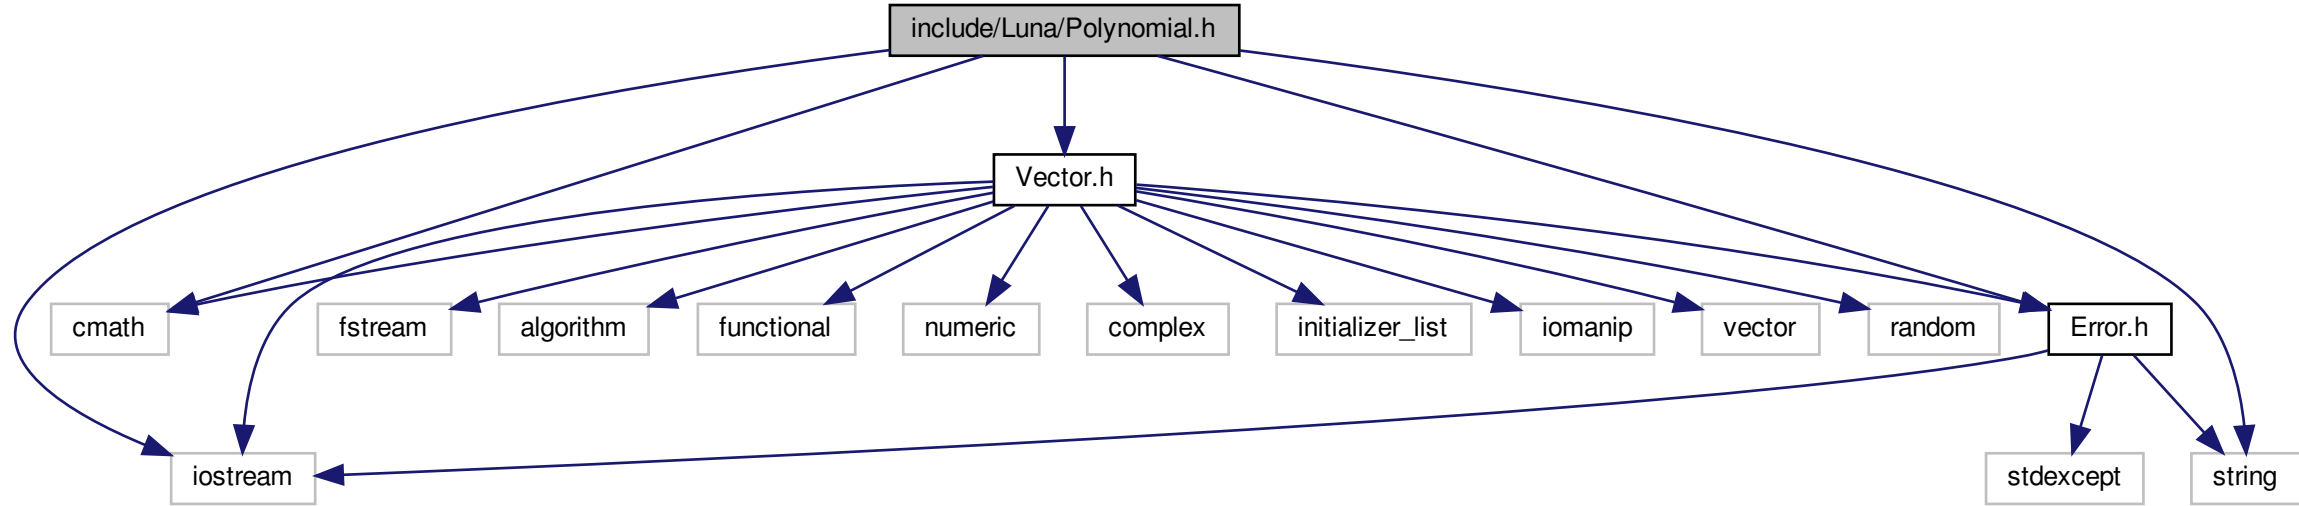 include/Luna/Polynomial.h
Vector.h
cmath
fstream
algorithm
functional
numeric
complex
initializer_list
iomanip
vector
random
Error.h
iostream
stdexcept
string